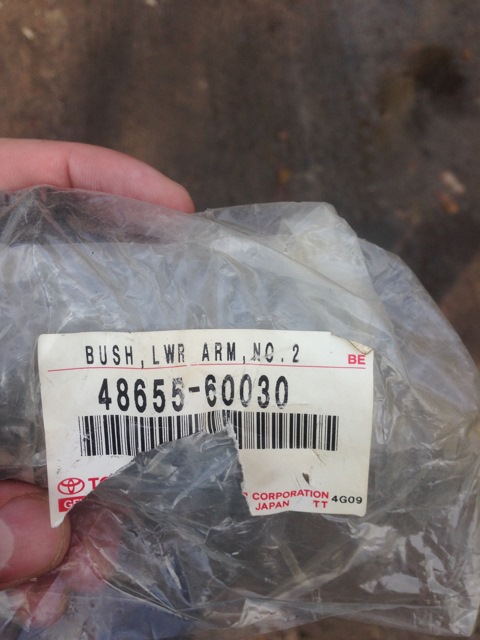 BUSH, LWR ARM, NO.2
BE
48655-60030
CORPORATION
4G09
JAPAN TT